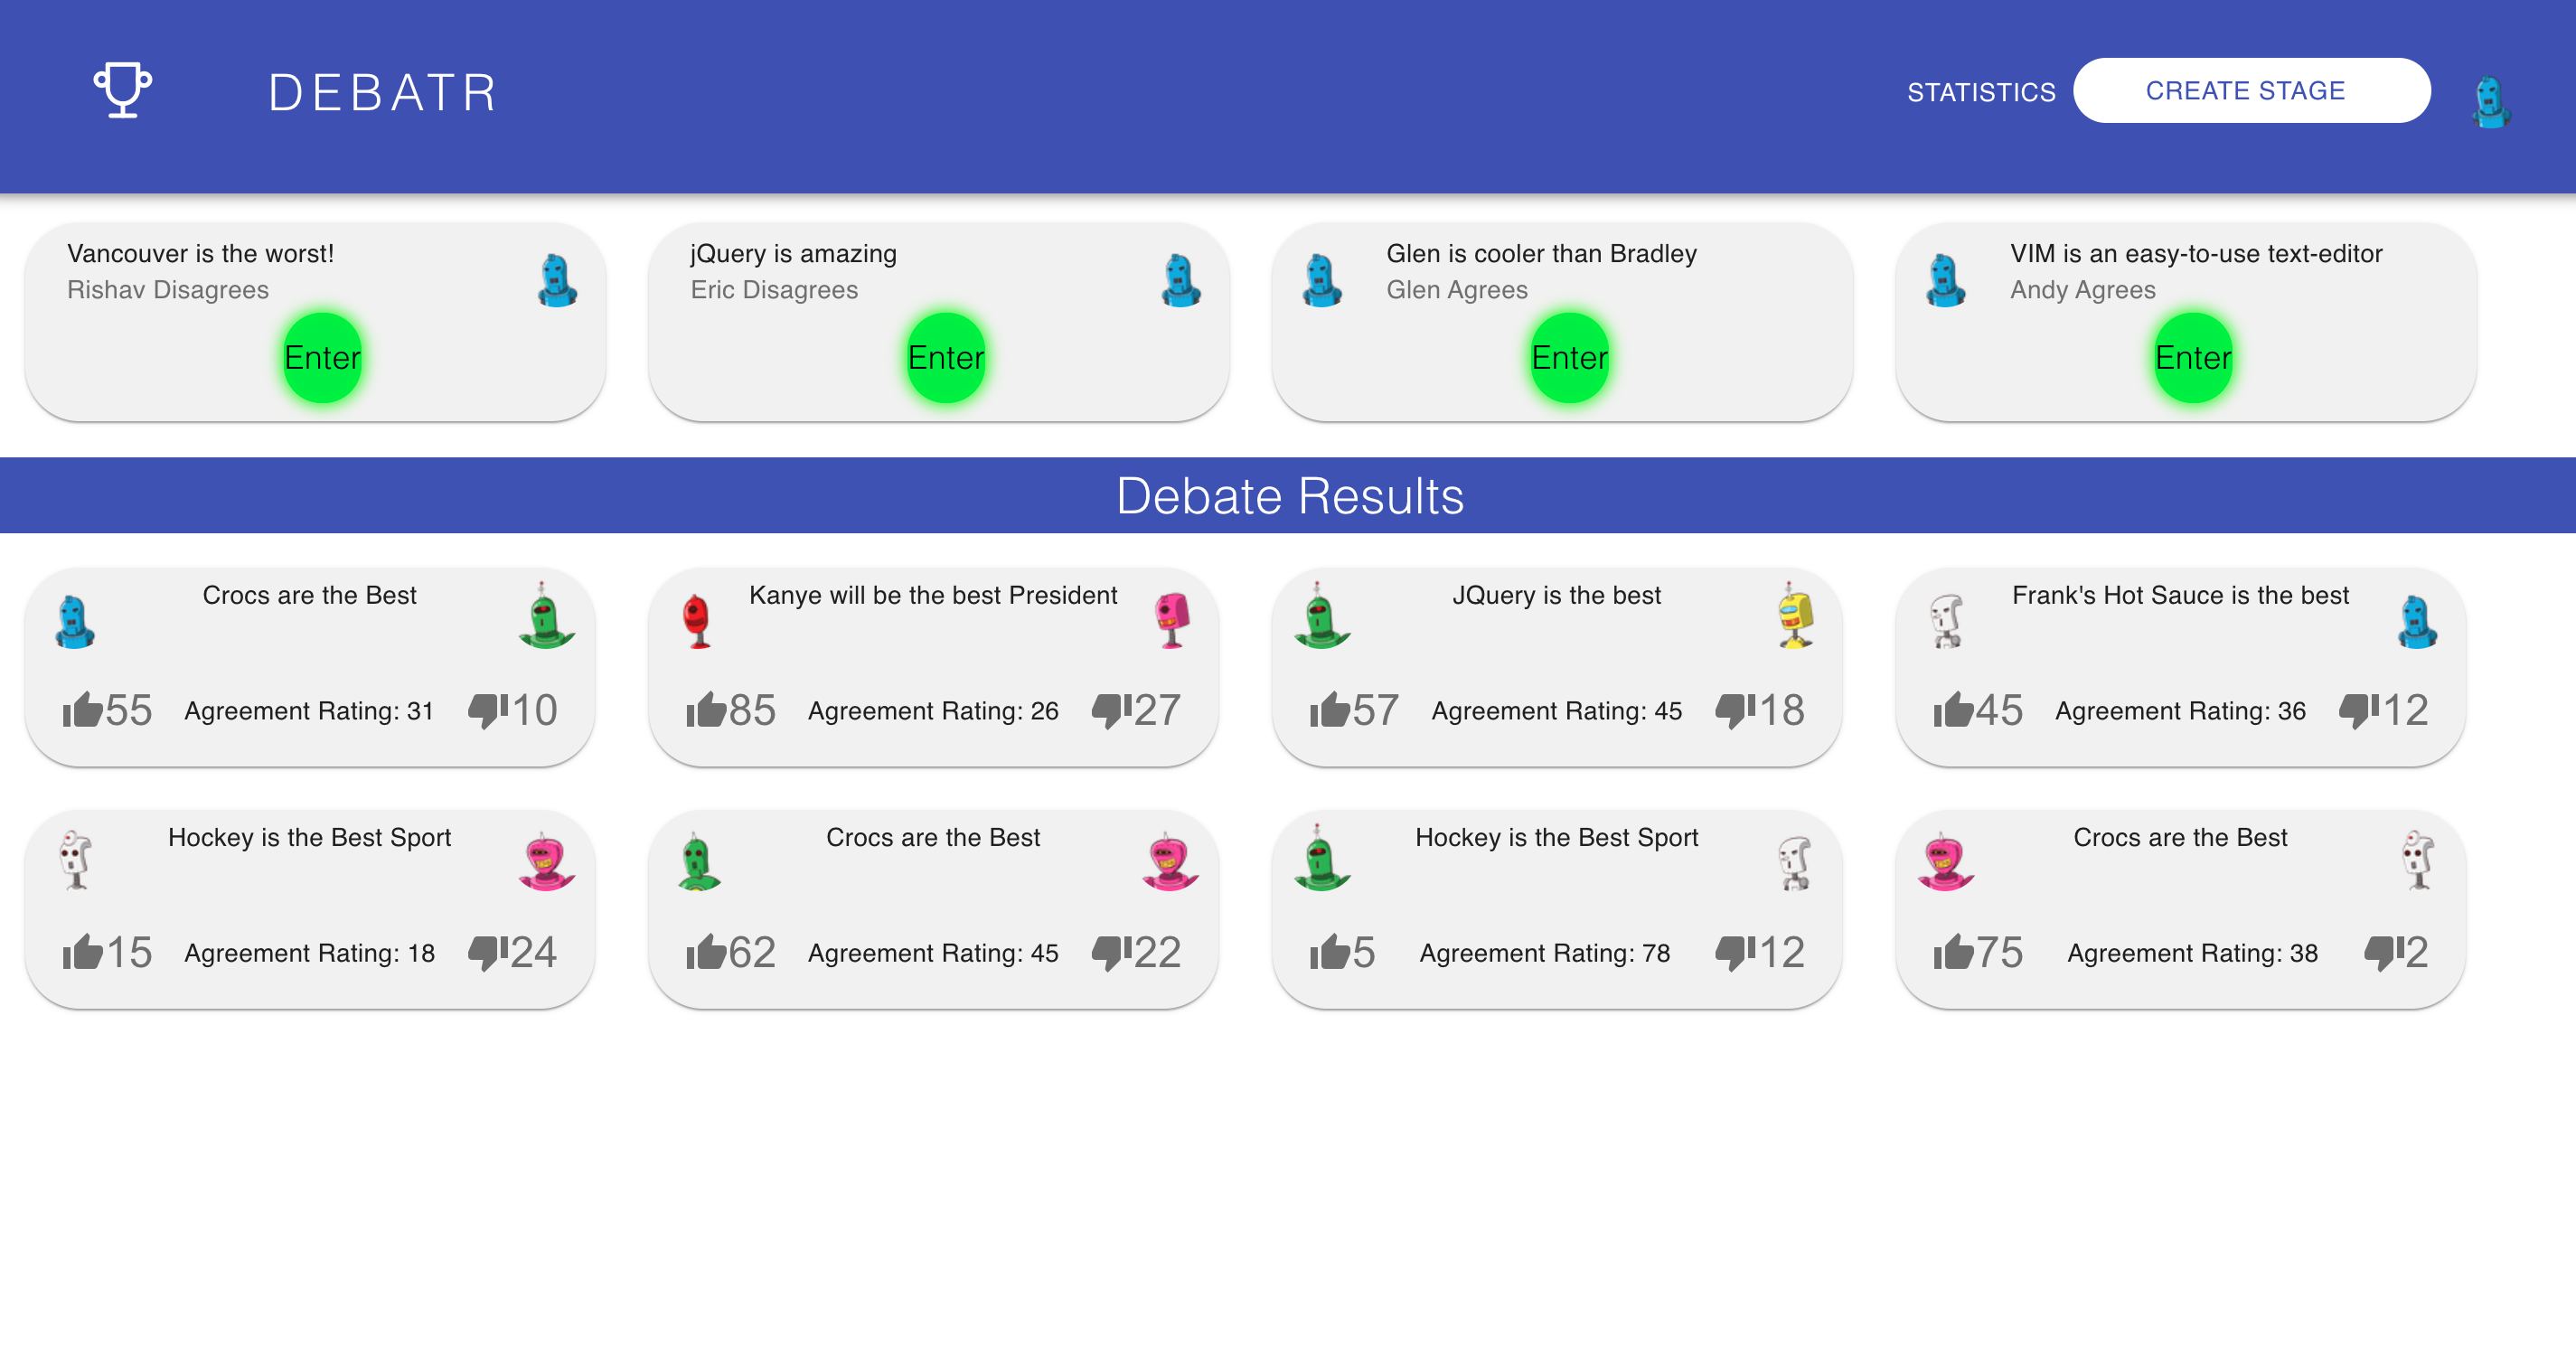 DEBATR
STATISTICS
CREATE STAGE
Vancouver is the worst!
Rishav Disagrees
Enter
jQuery is amazing
Eric Disagrees
Enter
Glen is cooler than Bradley
Glen Agrees
Enter
VIM is an easy-to-use text-editor
Andy Agrees
Enter
Debate Results
Crocs are the Best
55 Agreement Rating: 31 10
Kanye will be the best President
85 Agreement Rating: 26 27
JQuery is the best
57 Agreement Rating: 45 18
Frank's Hot Sauce is the best
45 Agreement Rating: 36 12
Hockey is the Best Sport
15 Agreement Rating: 18 24
Crocs are the Best
62 Agreement Rating: 45 22
Hockey is the Best Sport
5 Agreement Rating: 78 12
Crocs are the Best
75 Agreement Rating: 38 2